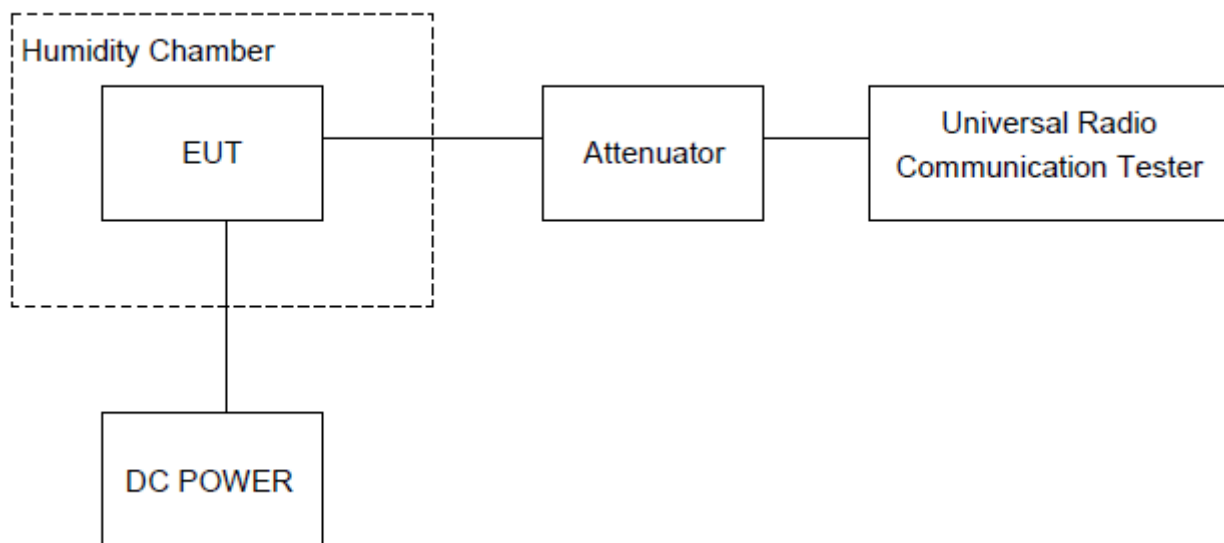 Humidity Chamber
EUT
Attenuator
Universal Radio
Communication Tester
DC POWER